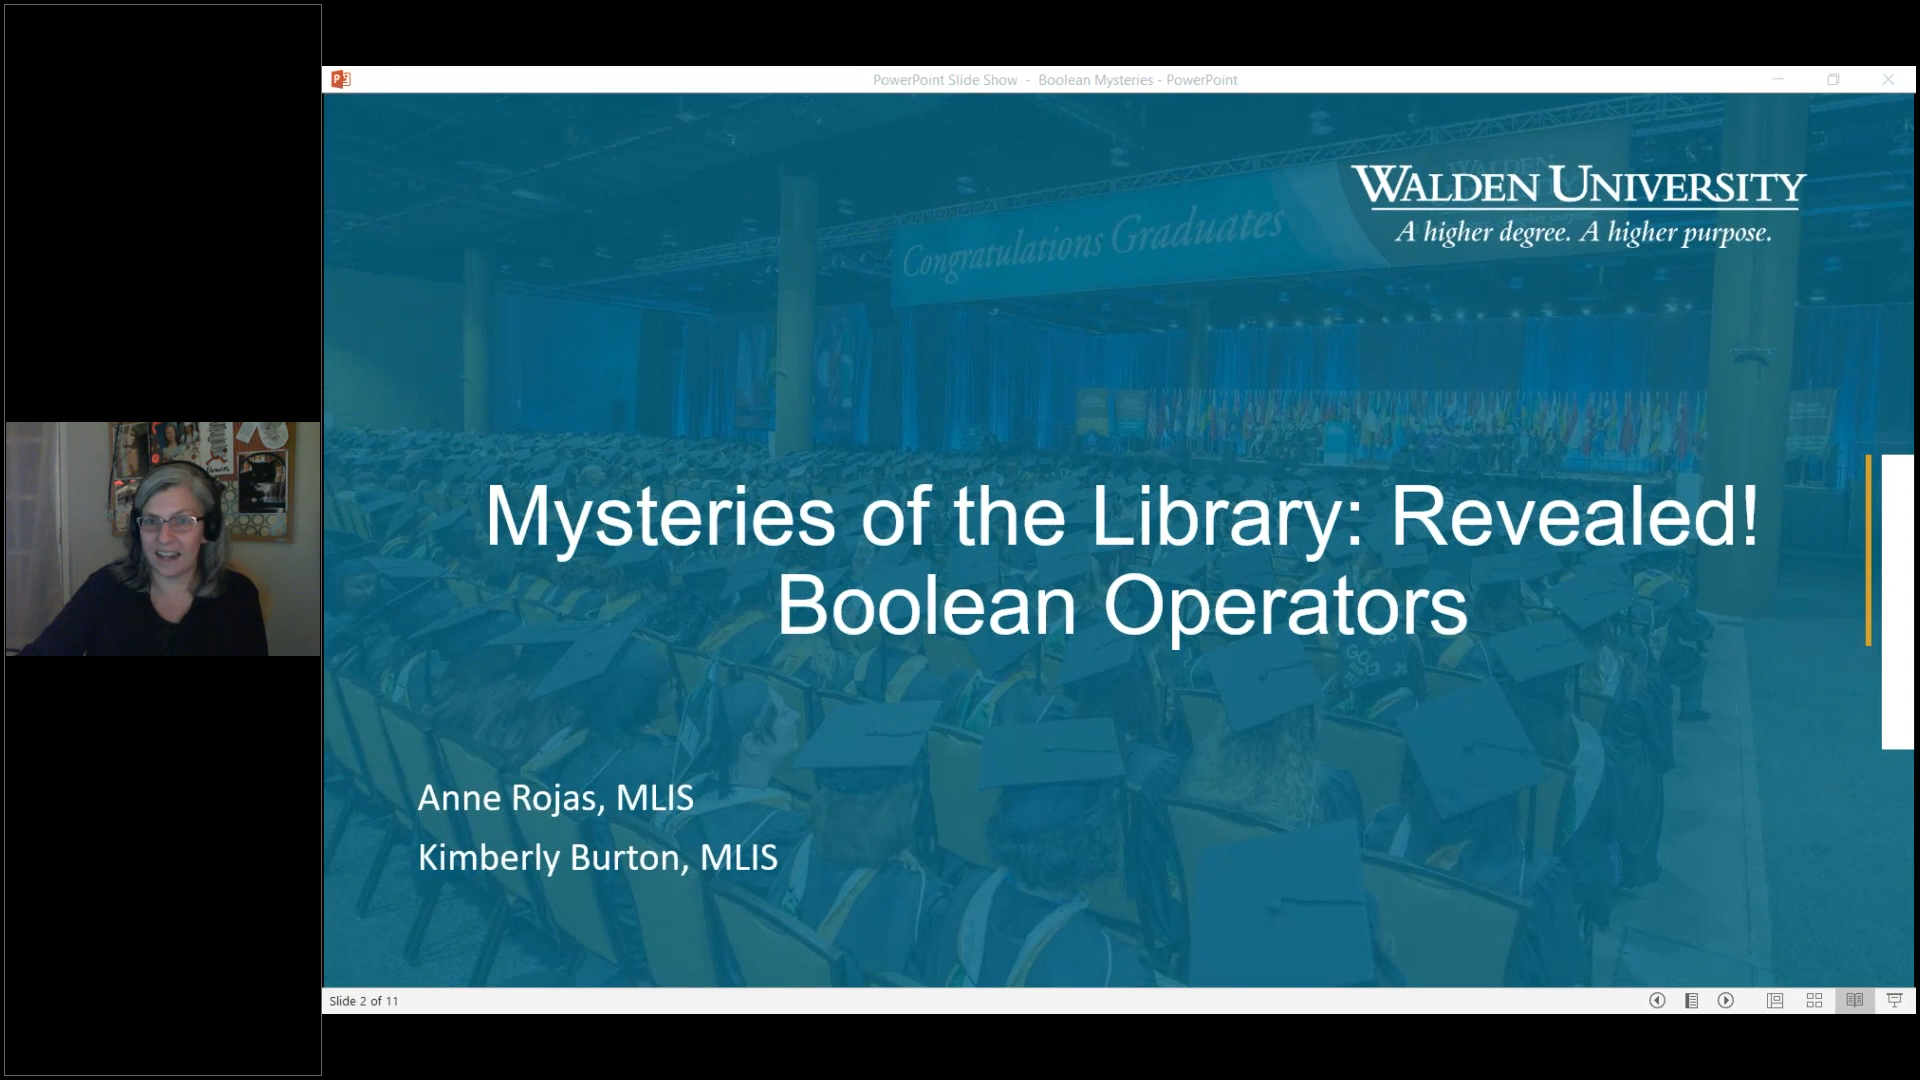 PowerPoint Slide Show - Boolean Mysteries - PowerPoint
WALDEN UNIVERSITY
A higher degree. A higher purpose.
Congratulations Graduates
Mysteries of the Library: Revealed!
Boolean Operators
Anne Rojas, MLIS
Kimberly Burton, MLIS
Slide 2 of 11